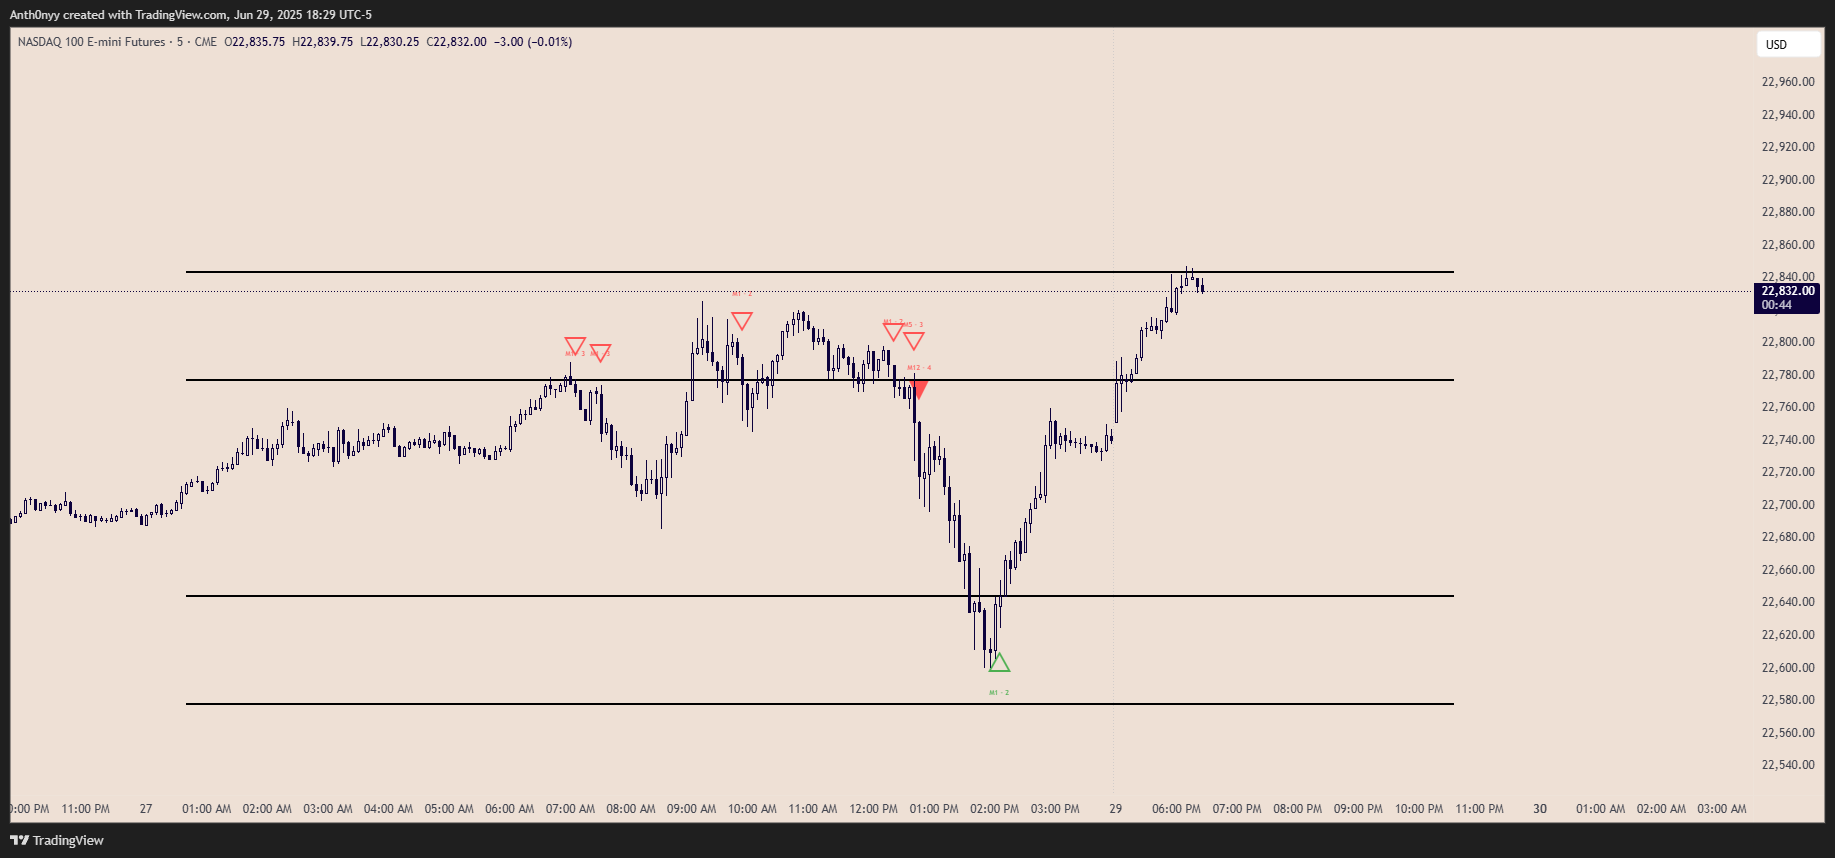 Anth0nyy created with TradingView.com, Jun 29, 2025 18:29 UTC-5
NASDAQ 100 E-mini Futures · 5 · CME O22,835.75 H22,839.75 L22,830.25 C22,832.00 −3.00 (−0.01%)
USD
22,960.00
22,940.00
22,920.00
22,900.00
22,880.00
22,860.00
22,840.00
22,832.00
00:44
22,800.00
22,780.00
22,760.00
22,740.00
22,720.00
22,700.00
22,680.00
22,660.00
22,640.00
22,620.00
22,600.00
22,580.00
22,560.00
22,540.00
M1 - 2
M5 - 3
M12 - 4
M1 - 2
0:00 PM 11:00 PM 27 01:00 AM 02:00 AM 03:00 AM 04:00 AM 05:00 AM 06:00 AM 07:00 AM 08:00 AM 09:00 AM 10:00 AM 11:00 AM 12:00 PM 01:00 PM 02:00 PM 03:00 PM 29 06:00 PM 07:00 PM 08:00 PM 09:00 PM 10:00 PM 11:00 PM 30 01:00 AM 02:00 AM 03:00 AM
TradingView